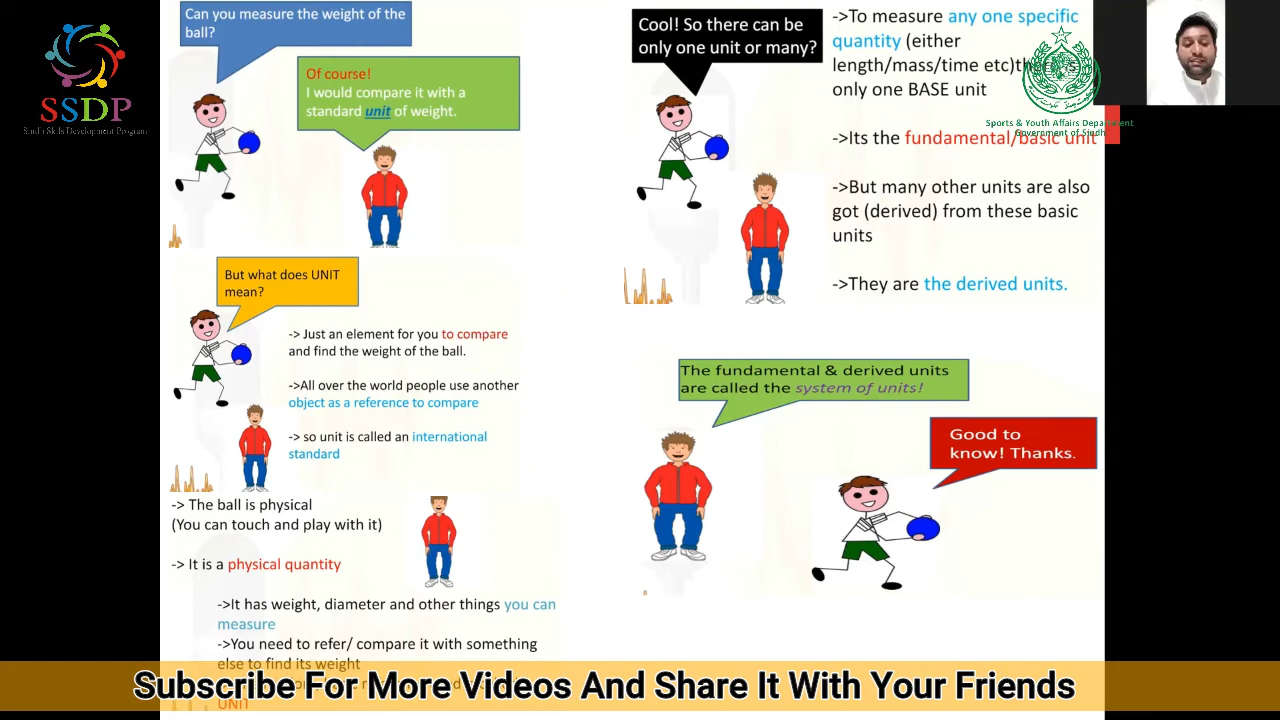 SSDP
Sindh Skills Development Program
Can you measure the weight of the
ball?
Of course!
I would compare it with a
standard unit of weight.
But what does UNIT
mean?
-> Just an element for you to compare
and find the weight of the ball.
->All over the world people use another
object as a reference to compare
-> so unit is called an international
standard
-> The ball is physical
(You can touch and play with it)
-> It is a physical quantity
->It has weight, diameter and other things you can
measure
->You need to refer/ compare it with something
else to find its weight
UNIT
Cool! So there can be
only one unit or many?
->To measure any one specific
quantity (either
length/mass/time etc)
only one BASE unit
->Its the fundamental/basic unit
->But many other units are also
got (derived) from these basic
units
->They are the derived units.
The fundamental & derived units
are called the system of units!
Good to
know! Thanks.
Sports & Youth Affairs Department
Government of Sindh
Subscribe For More Videos And Share It With Your Friends